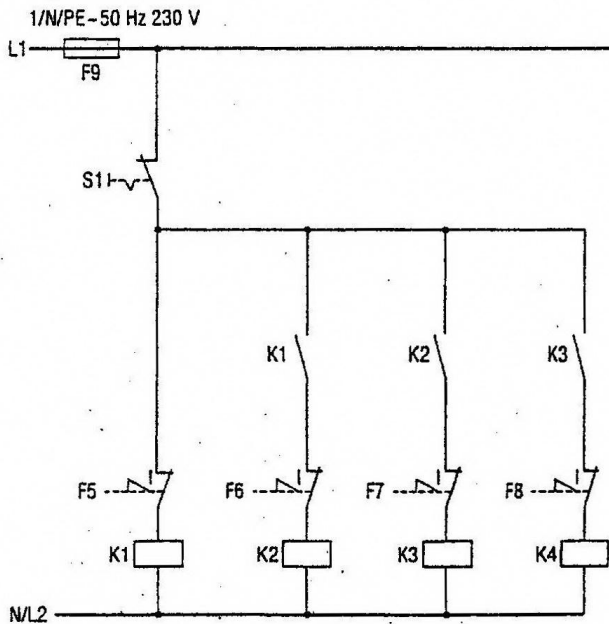 1/N/PE~50 Hz 230 V
L1
F9
S1
K1 K2 K3
F5 F6 F7 F8
K1 K2 K3 K4
N/L2